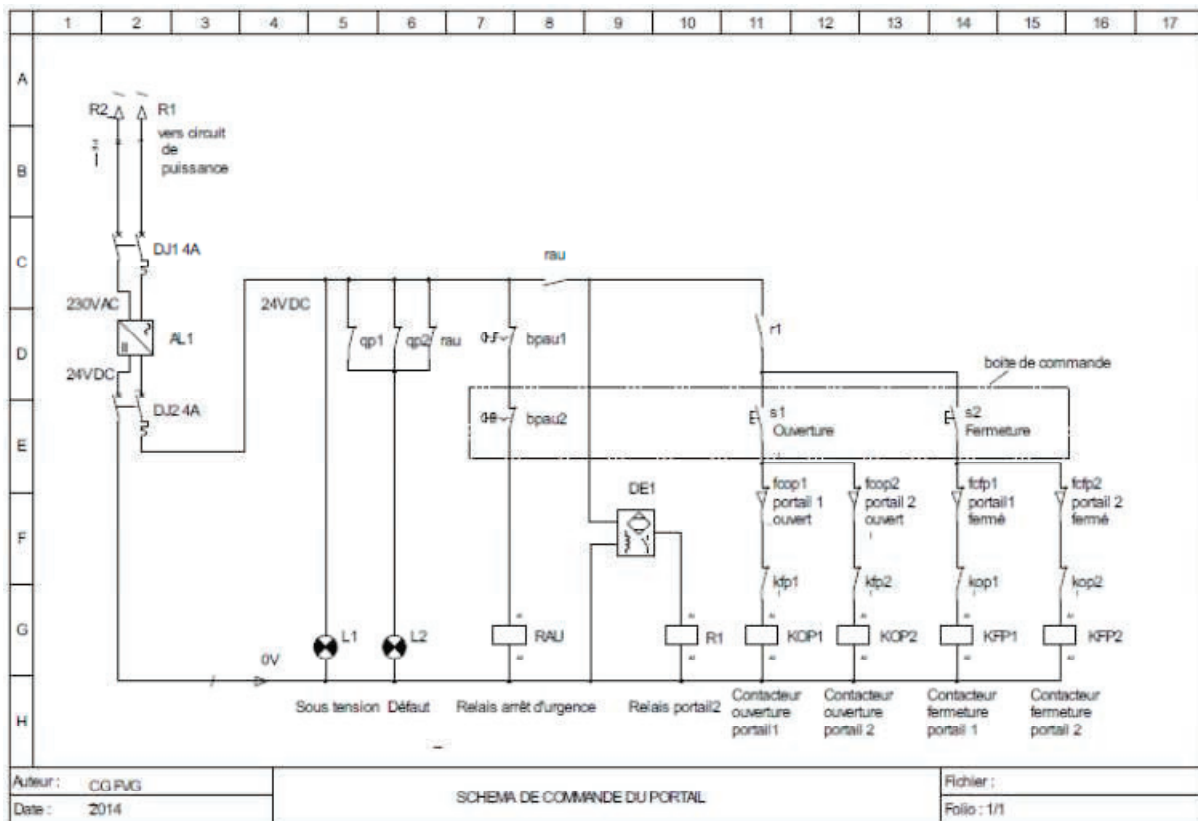 1 2 3 4 5 6 7 8 9 10 11 12 13 14 15 16 17
A
B
C
D
E
F
G
H
R2 R1
vers circuit
de
puissance
DJ1 4A
230VAC
AL1
24VDC
DJ2 4A
24VDC
0V
qp1
qp2
rau
rau
bpau1
bpau2
r1
boite de commande
s1
Ouverture
s2
Fermeture
DE1
fcop1
portail 1
ouvert
fcop2
portail 2
ouvert
fcfp1
portail1
fermé
fcfp2
portail 2
fermé
kfp1
kfp2
kop1
kop2
L1
L2
RAU
R1
KOP1
KOP2
KFP1
KFP2
Sous tension
Défaut
Relais arrêt d'urgence
Relais portail2
Contacteur
ouverture
portail1
Contacteur
ouverture
portail 2
Contacteur
fermeture
portail 1
Contacteur
fermeture
portail 2
Auteur : CGPVG
Date : 2014
SCHEMA DE COMMANDE DU PORTAIL
Fichier :
Folio : 1/1